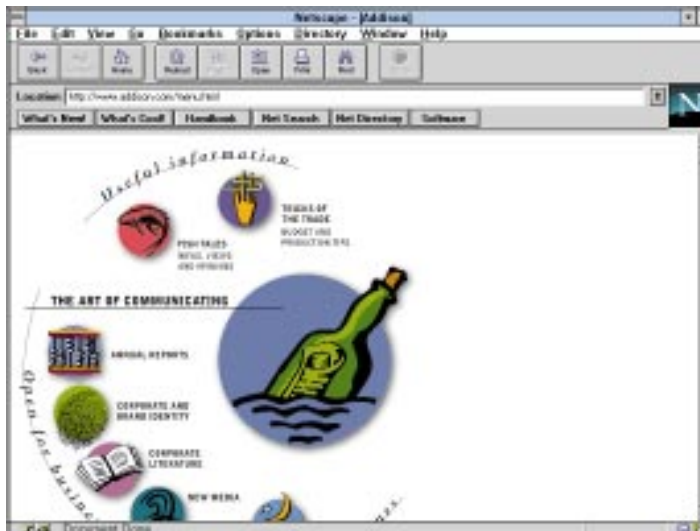 Netscape - [Addison]
File Edit View Go Bookmarks Options Directory Window Help
Back Home Reload Open Print Find
Location: http://www.addison.com/menu.html
What's New! What's Cool! Handbook Net Search Net Directory Software
Useful information
TRICKS OF
THE TRADE
BUDGET AND
PRODUCTION TIPS
FISH TALES
NEWS, VIEWS
AND OPINIONS
THE ART OF COMMUNICATING
ANNUAL REPORTS
CORPORATE AND
BRAND IDENTITY
CORPORATE
LITERATURE
NEW MEDIA
Open for busine
Document Done